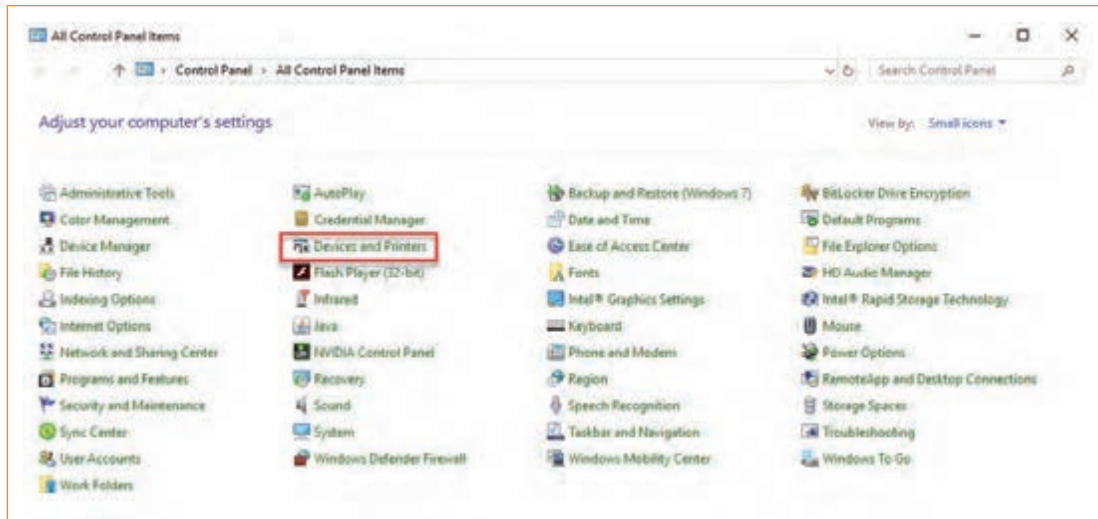 All Control Panel Items
Control Panel > All Control Panel Items
Search Control Panel
Adjust your computer's settings
View by: Small icons
Administrative Tools
AutoPlay
Backup and Restore (Windows 7)
BitLocker Drive Encryption
Color Management
Credential Manager
Date and Time
Default Programs
Device Manager
Devices and Printers
Ease of Access Center
File Explorer Options
File History
Flash Player (32-bit)
Fonts
HD Audio Manager
Indexing Options
Infrared
Intel® Graphics Settings
Intel® Rapid Storage Technology
Internet Options
Java
Keyboard
Mouse
Network and Sharing Center
NVIDIA Control Panel
Phone and Modem
Power Options
Programs and Features
Recovery
Region
RemoteApp and Desktop Connections
Security and Maintenance
Sound
Speech Recognition
Storage Spaces
Sync Center
System
Taskbar and Navigation
Troubleshooting
User Accounts
Windows Defender Firewall
Windows Mobility Center
Windows To Go
Work Folders